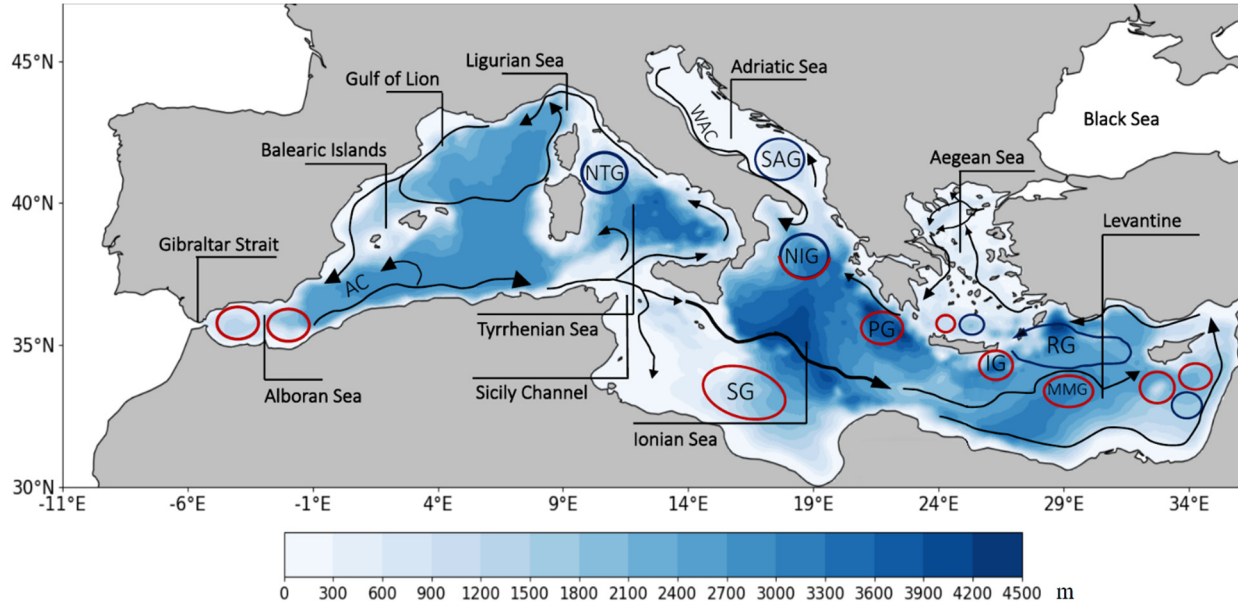 45°N
40°N
35°N
30°N
Ligurian Sea
Gulf of Lion
Adriatic Sea
WAC
Black Sea
Balearic Islands
NTG
SAG
Aegean Sea
Levantine
Gibraltar Strait
NIG
AC
Tyrrhenian Sea
PG
RG
IG
Alboran Sea
Sicily Channel
SG
MMG
Ionian Sea
-11°E -6°E -1°E 4°E 9°E 14°E 19°E 24°E 29°E 34°E
0 300 600 900 1200 1500 1800 2100 2400 2700 3000 3300 3600 3900 4200 4500 m